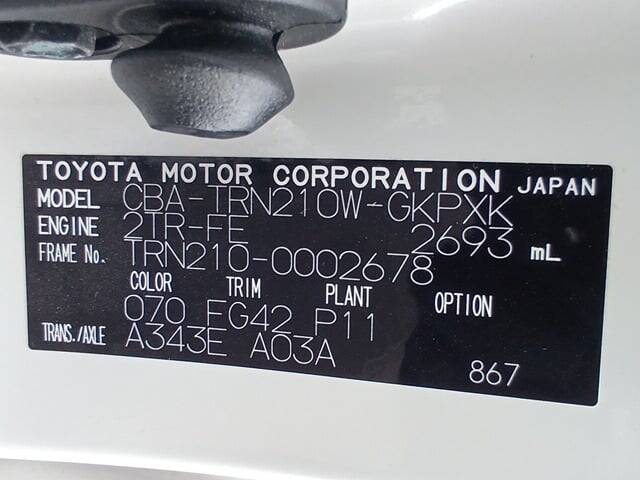 TOYOTA MOTOR CORPORATION JAPAN
MODEL CBA-TRN210W-GKPXK
ENGINE 2TR-FE 2693 mL
FRAME No. TRN210-0002678
COLOR TRIM PLANT OPTION
070 FG42 P11
TRANS./AXLE A343E A03A
867